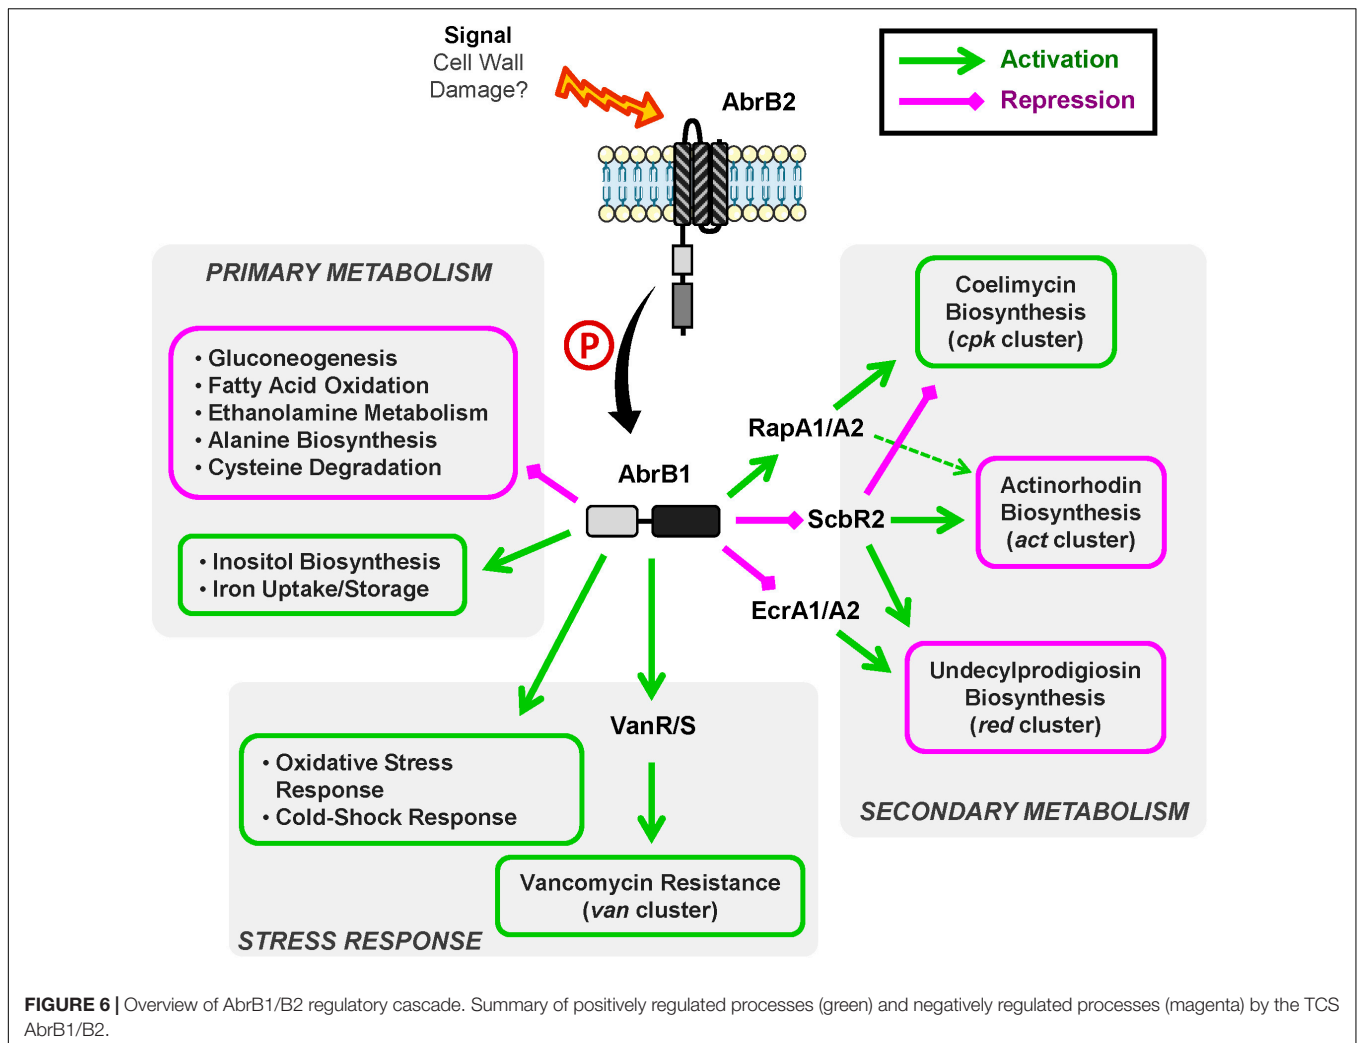 Signal
Cell Wall
Damage?
AbrB2
Activation
Repression
PRIMARY METABOLISM
• Gluconeogenesis
• Fatty Acid Oxidation
• Ethanolamine Metabolism
• Alanine Biosynthesis
• Cysteine Degradation
• Inositol Biosynthesis
• Iron Uptake/Storage
P
AbrB1
RapA1/A2
ScbR2
EcrA1/A2
Coelimycin
Biosynthesis
(cpk cluster)
Actinorhodin
Biosynthesis
(act cluster)
Undecylprodigiosin
Biosynthesis
(red cluster)
SECONDARY METABOLISM
VanR/S
• Oxidative Stress
Response
• Cold-Shock Response
Vancomycin Resistance
(van cluster)
STRESS RESPONSE
FIGURE 6 | Overview of AbrB1/B2 regulatory cascade. Summary of positively regulated processes (green) and negatively regulated processes (magenta) by the TCS
AbrB1/B2.